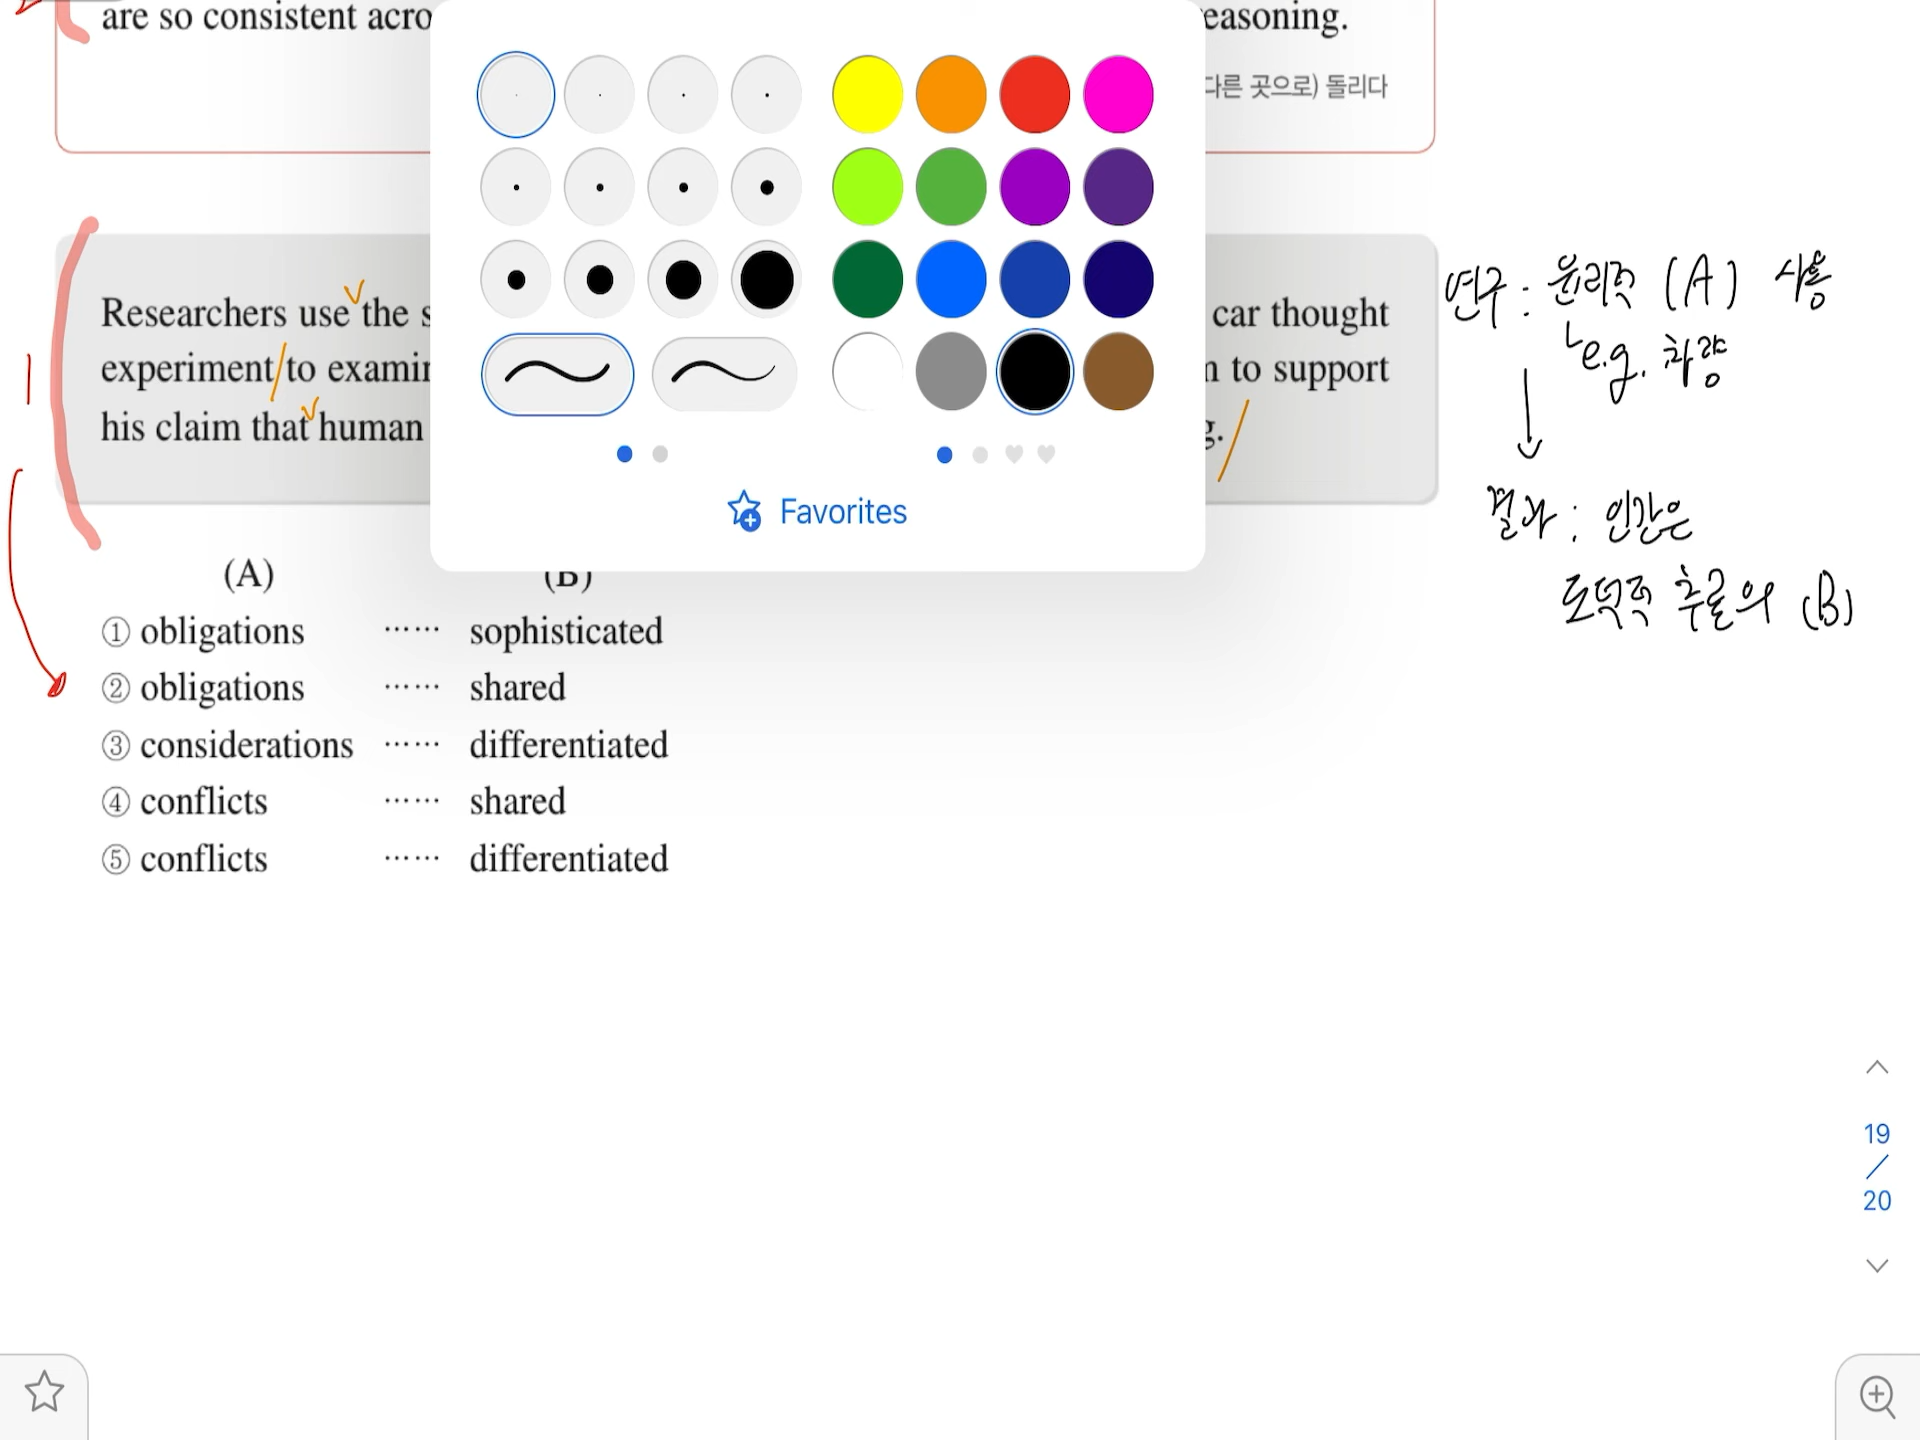 are so consistent acro
easoning.
다른 곳으로) 돌리다
Researchers use the s
car thought
experiment/to examin
n to support
his claim that human
g.
연구 : 윤리적 (A) 사용
e.g. 차량
결과 : 인간은
도덕적 추론의 (B)
Favorites
(A) (B)
① obligations ······ sophisticated
② obligations ······ shared
③ considerations ······ differentiated
④ conflicts ······ shared
⑤ conflicts ······ differentiated
1
19
/
20